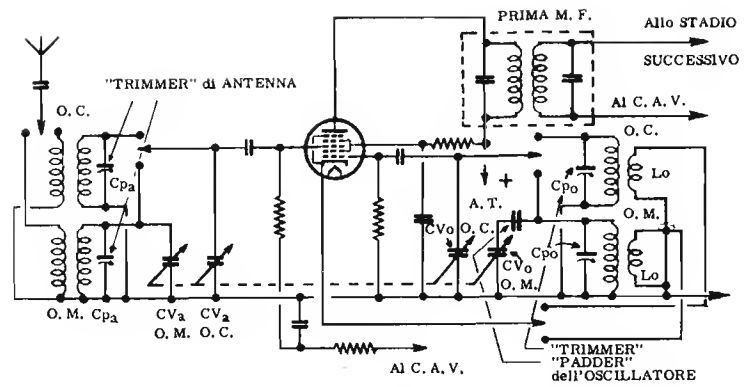 PRIMA M. F.
Allo STADIO
SUCCESSIVO
"TRIMMER" di ANTENNA
Al C. A. V.
O. C.
O. C.
Cpa
Cpo
Lo
+
A. T.
O. M.
CVo
O. C.
Cpo
CVo
O. M.
Lo
O. M.
Cpa
CVa
O. M.
CVa
O. C.
"TRIMMER"
"PADDER"
dell'OSCILLATORE
Al C. A. V.